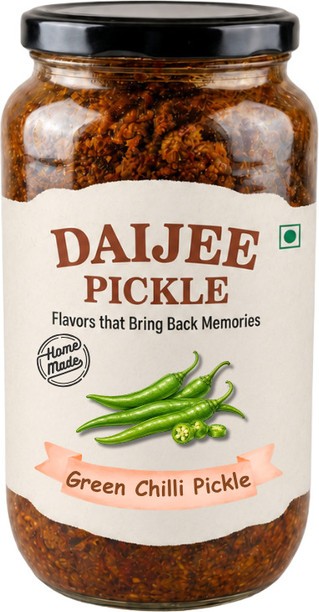 DAIJEE
PICKLE
Flavors that Bring Back Memories
Home
Made
Green Chilli Pickle